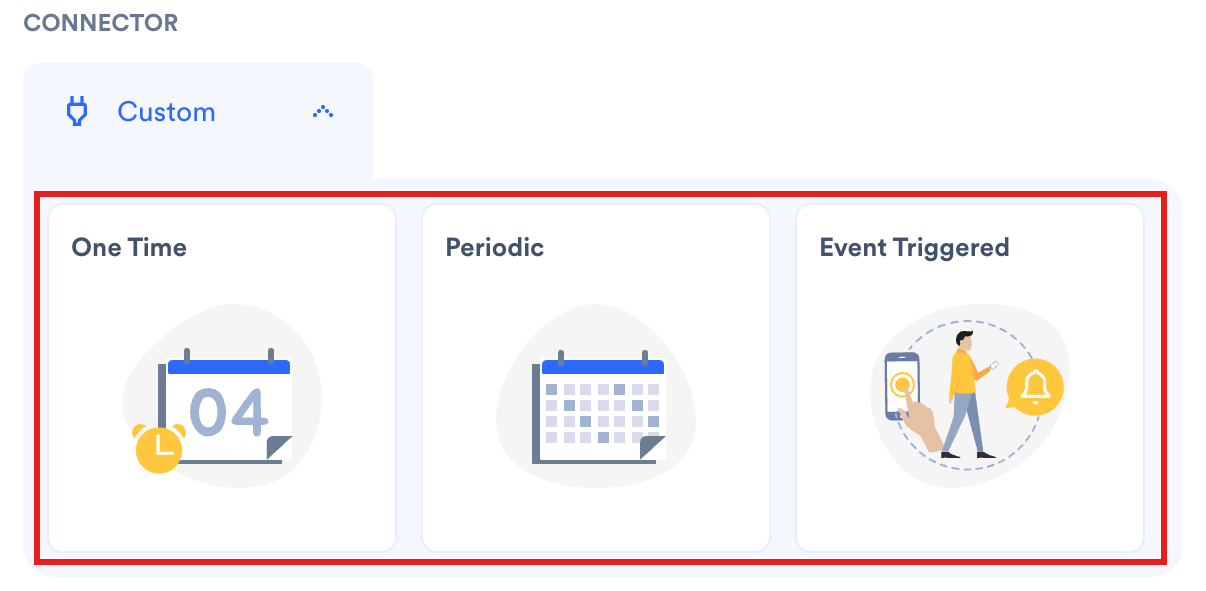 CONNECTOR
Custom
One Time
Periodic
Event Triggered
04